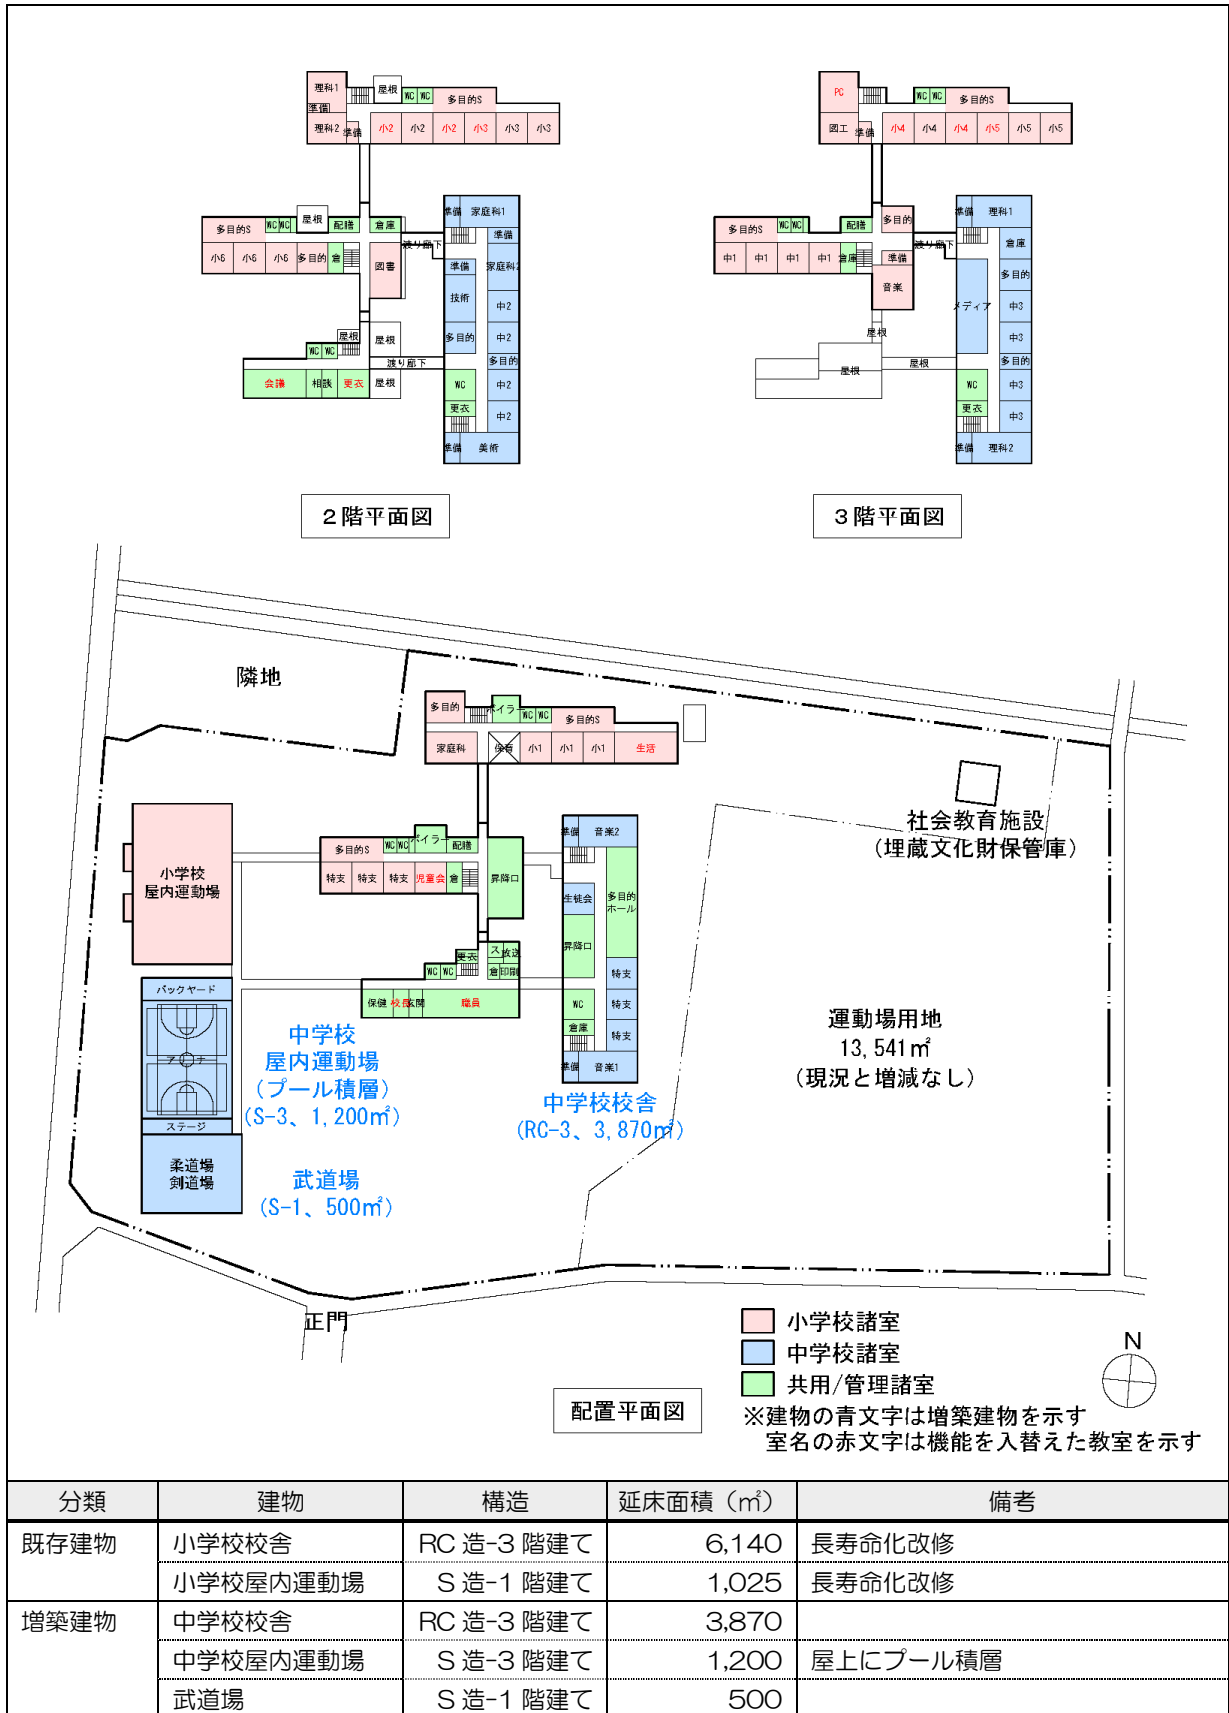 理科1
屋根
WC WC
多目的S
準備
理科2
準備
小2
小2
小2
小3
小3
小3
多目的S
WC WC
屋根
配膳
倉庫
小6
小6
小6
多目的
倉
図書
渡り廊下
準備
家庭科1
準備
準備
家庭科2
技術
中2
多目的
中2
多目的
屋根
屋根
渡り廊下
WC WC
会議
相談
更衣
屋根
WC
中2
更衣
中2
準備
美術
2階平面図
PC
WC WC
多目的S
図工
準備
小4
小4
小4
小5
小5
小5
多目的S
WC WC
配膳
多目的
中1
中1
中1
中1
倉庫
準備
音楽
渡り廊下
準備
理科1
倉庫
多目的
メディア
中3
中3
多目的
屋根
屋根
屋根
WC
中3
更衣
中3
準備
理科2
3階平面図
隣地
多目的
ボイラー
WC WC
多目的S
家庭科
保育
小1
小1
小1
生活
社会教育施設
(埋蔵文化財保管庫)
小学校
屋内運動場
多目的S
WC WC
ボイラー
配膳
特支
特支
特支
児童会
倉
昇降口
準備
音楽2
生徒会
多目的
ホール
昇降口
更衣
ス
放送
倉
印刷
WC WC
特支
保健
校長
玄関
職員
WC
特支
倉庫
特支
準備
音楽1
バックヤード
アリーナ
ステージ
柔道場
剣道場
中学校
屋内運動場
(プール積層)
(S-3、1,200㎡)
武道場
(S-1、500㎡)
中学校校舎
(RC-3、3,870㎡)
運動場用地
13,541㎡
(現況と増減なし)
正門
小学校諸室
中学校諸室
共用/管理諸室
※建物の青文字は増築建物を示す
室名の赤文字は機能を入替えた教室を示す
N
配置平面図
分類 建物 構造 延床面積（㎡） 備考
既存建物 小学校校舎 RC 造-3 階建て 6,140 長寿命化改修
小学校屋内運動場 S 造-1 階建て 1,025 長寿命化改修
増築建物 中学校校舎 RC 造-3 階建て 3,870
中学校屋内運動場 S 造-3 階建て 1,200 屋上にプール積層
武道場 S 造-1 階建て 500